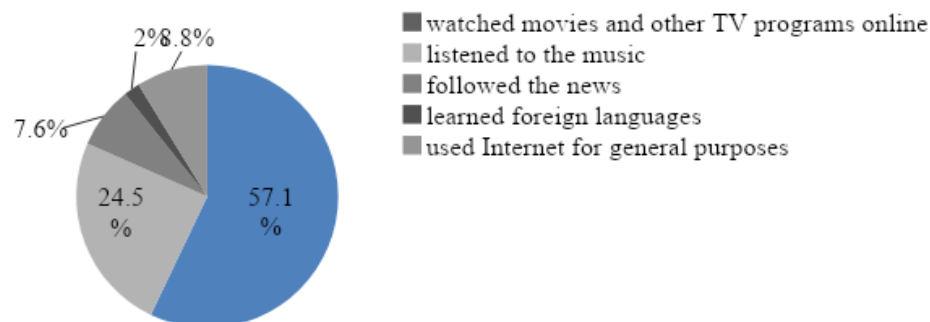 2%
8.8%
7.6%
24.5
%
57.1
%
watched movies and other TV programs online
listened to the music
followed the news
learned foreign languages
used Internet for general purposes